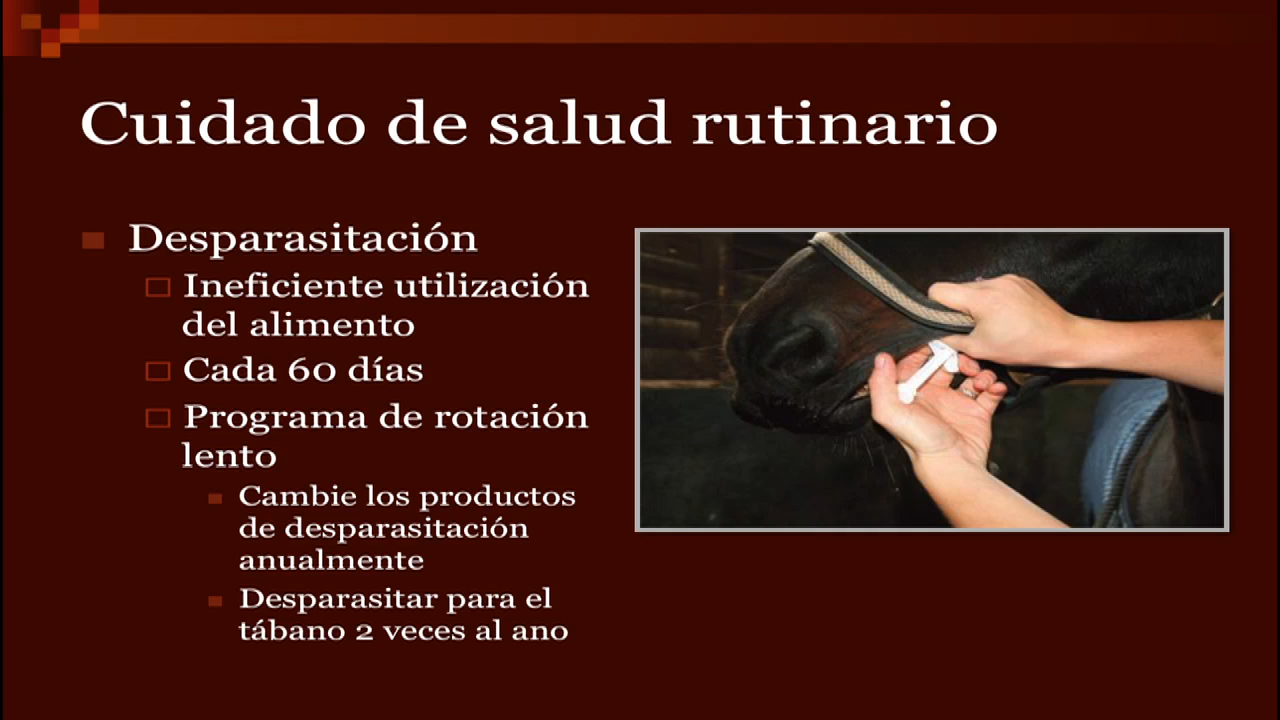 Cuidado de salud rutinario
Desparasitación
Ineficiente utilización
del alimento
Cada 60 días
Programa de rotación
lento
Cambie los productos
de desparasitación
anualmente
Desparasitar para el
tábano 2 veces al ano